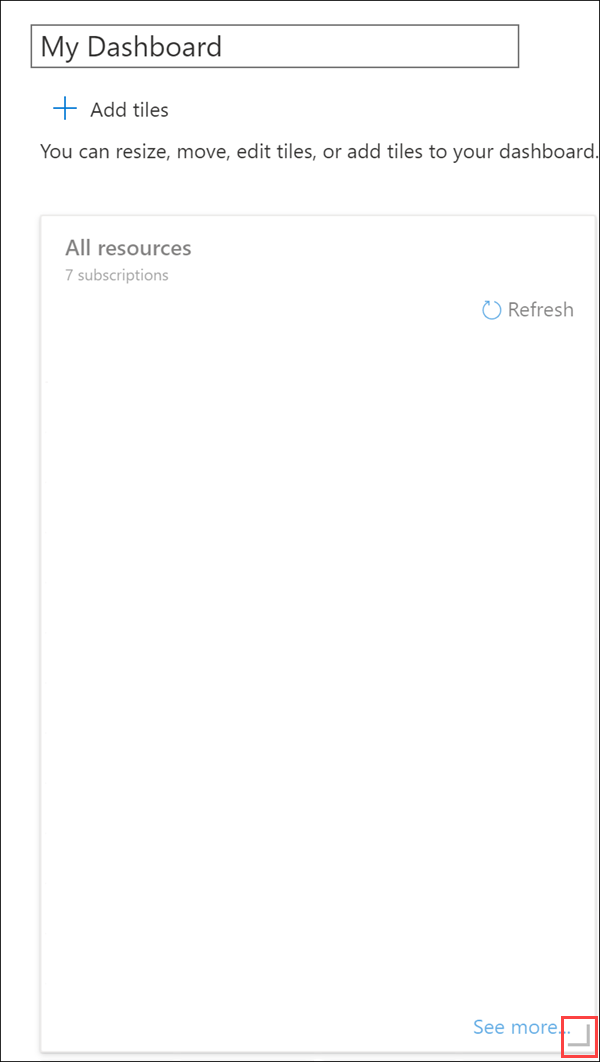 My Dashboard
Add tiles
You can resize, move, edit tiles, or add tiles to your dashboard.
All resources
7 subscriptions
Refresh
See more...